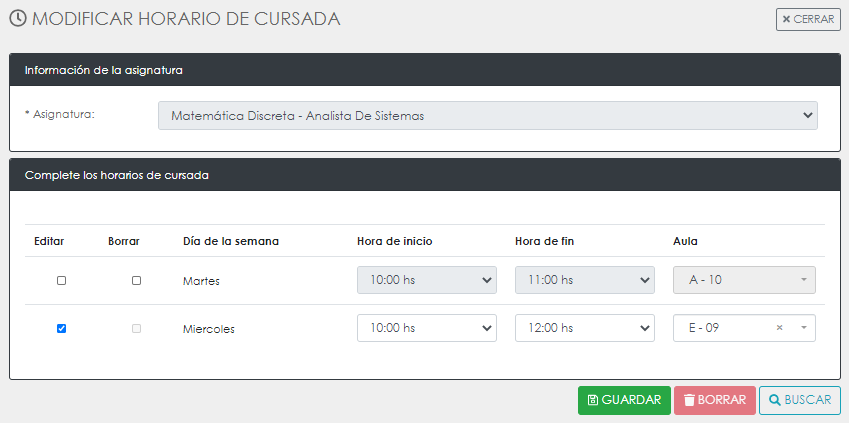 MODIFICAR HORARIO DE CURSADA
× CERRAR
Información de la asignatura
* Asignatura:
Matemática Discreta - Analista De Sistemas
Complete los horarios de cursada
Editar Borrar Día de la semana Hora de inicio Hora de fin Aula
Martes 10:00 hs 11:00 hs A - 10
Miercoles 10:00 hs 12:00 hs E - 09 ×
GUARDAR BORRAR BUSCAR